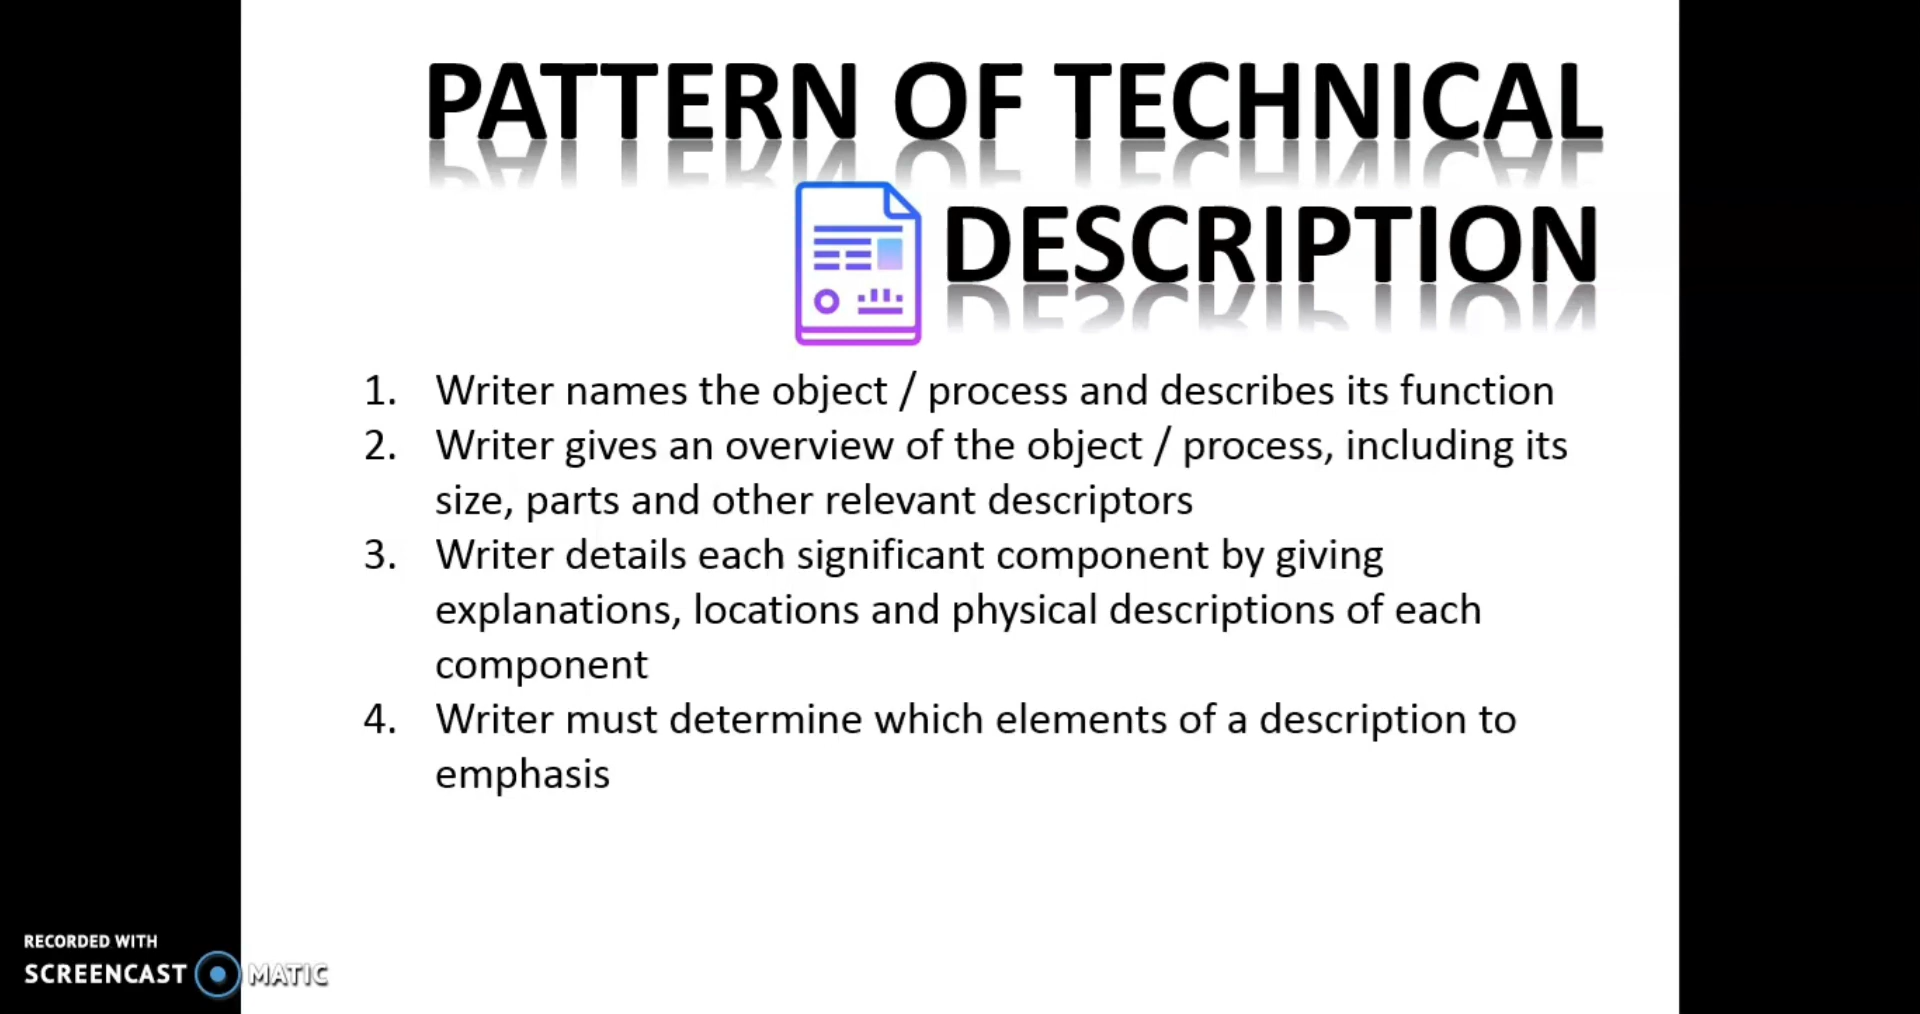 PATTERN OF TECHNICAL
DESCRIPTION
1. Writer names the object / process and describes its function
2. Writer gives an overview of the object / process, including its
size, parts and other relevant descriptors
3. Writer details each significant component by giving
explanations, locations and physical descriptions of each
component
4. Writer must determine which elements of a description to
emphasis
RECORDED WITH
SCREENCAST MATIC